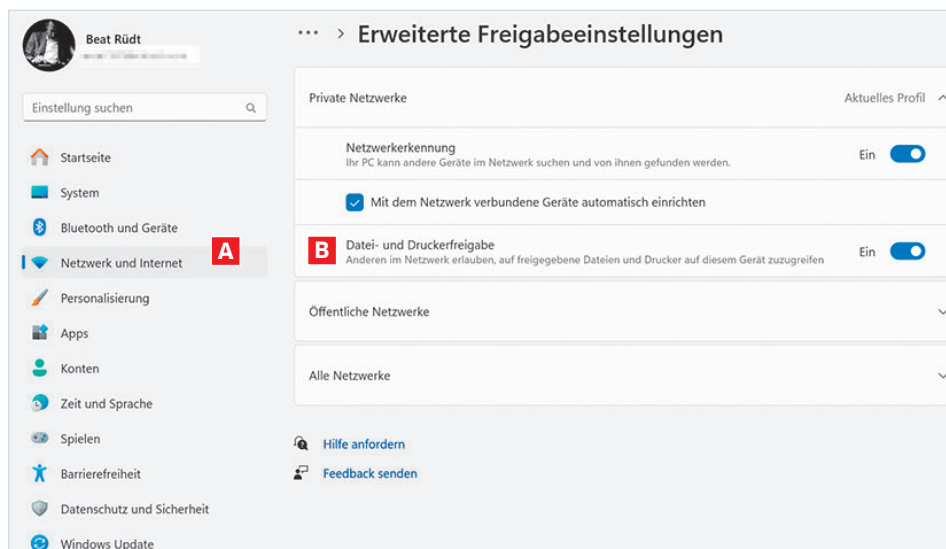 Beat Rüdt
··· > Erweiterte Freigabeeinstellungen
Einstellung suchen
Startseite
System
Bluetooth und Geräte
A
Netzwerk und Internet
Personalisierung
Apps
Konten
Zeit und Sprache
Spielen
Barrierefreiheit
Datenschutz und Sicherheit
Windows Update
Private Netzwerke Aktuelles Profil
Netzwerkerkennung
Ihr PC kann andere Geräte im Netzwerk suchen und von ihnen gefunden werden.
Ein
Mit dem Netzwerk verbundene Geräte automatisch einrichten
B
Datei- und Druckerfreigabe
Anderen im Netzwerk erlauben, auf freigegebene Dateien und Drucker auf diesem Gerät zuzugreifen
Ein
Öffentliche Netzwerke
Alle Netzwerke
Hilfe anfordern
Feedback senden